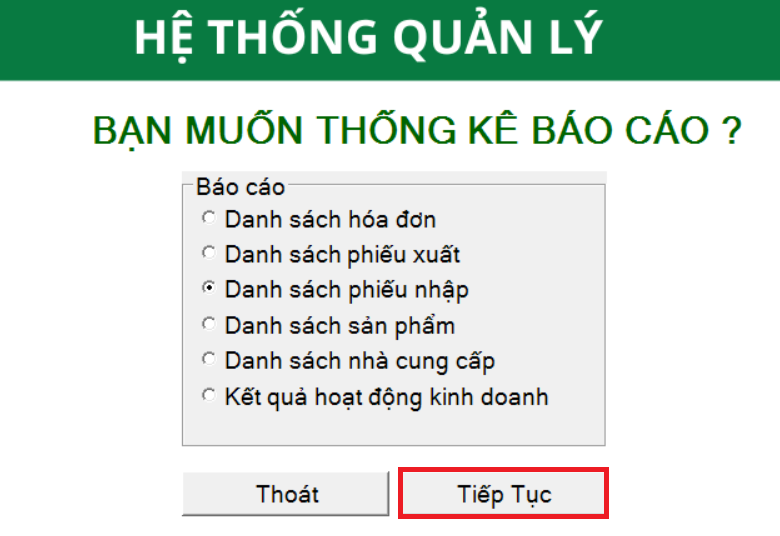 HỆ THỐNG QUẢN LÝ
BẠN MUỐN THỐNG KÊ BÁO CÁO ?
Báo cáo
Danh sách hóa đơn
Danh sách phiếu xuất
Danh sách phiếu nhập
Danh sách sản phẩm
Danh sách nhà cung cấp
Kết quả hoạt động kinh doanh
Thoát
Tiếp Tục